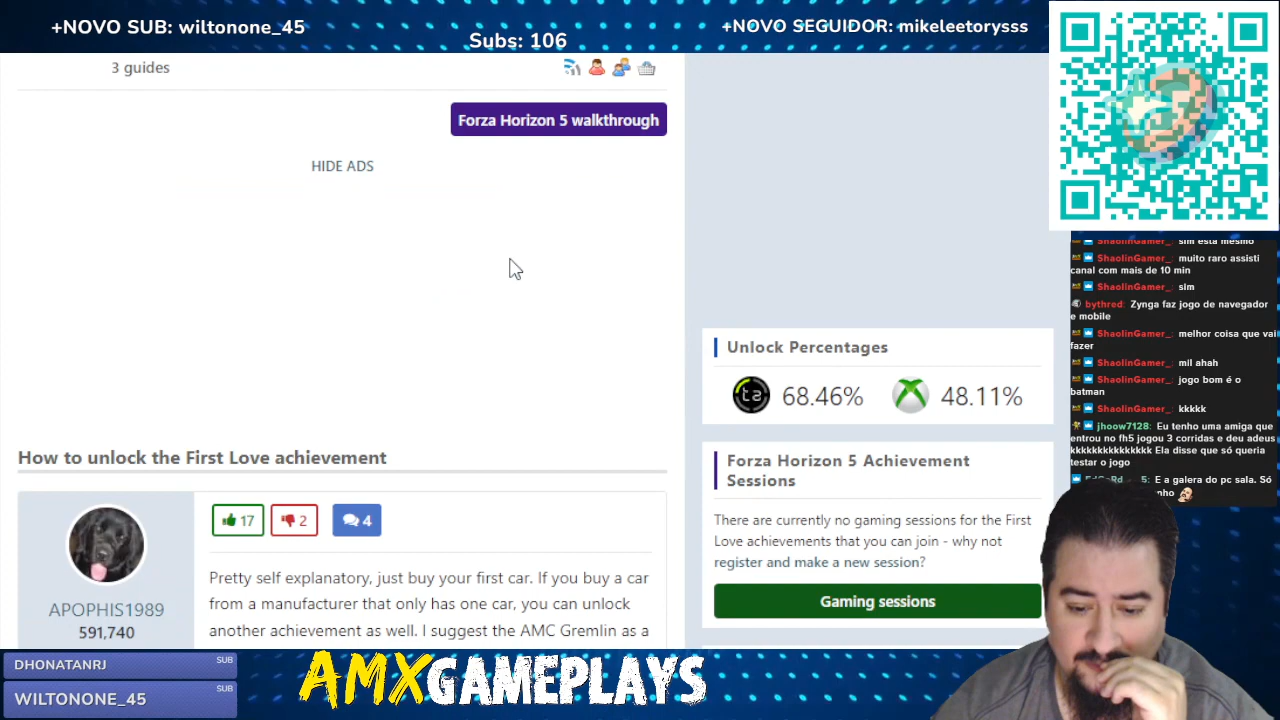 +NOVO SUB: wiltonone_45
Subs: 106
+NOVO SEGUIDOR: mikeleetorysss
3 guides
Forza Horizon 5 walkthrough
HIDE ADS
Unlock Percentages
ta
68.46%
48.11%
How to unlock the First Love achievement
17
2
4
APOPHIS1989
591,740
Pretty self explanatory, just buy your first car. If you buy a car
from a manufacturer that only has one car, you can unlock
another achievement as well. I suggest the AMC Gremlin as a
Forza Horizon 5 Achievement
Sessions
There are currently no gaming sessions for the First
Love achievements that you can join - why not
register and make a new session?
Gaming sessions
ShaolinGamer_: sim esta mesmo
ShaolinGamer_: muito raro assisti
canal com mais de 10 min
ShaolinGamer_: sim
bythred: Zynga faz jogo de navegador
e mobile
ShaolinGamer_: melhor coisa que vai
fazer
ShaolinGamer_: mll ahah
ShaolinGamer_: jogo bom é o
batman
ShaolinGamer_: kkkkk
jhoow7128: Eu tenho uma amiga que
entrou no fh5 jogou 3 corridas e deu adeus
kkkkkkkkkkkkkkk Ela disse que só queria
testar o jogo
5: E a galera do pc sala. Só
DHONATANRJ
SUB
WILTONONE_45
SUB
AMXGAMEPLAYS